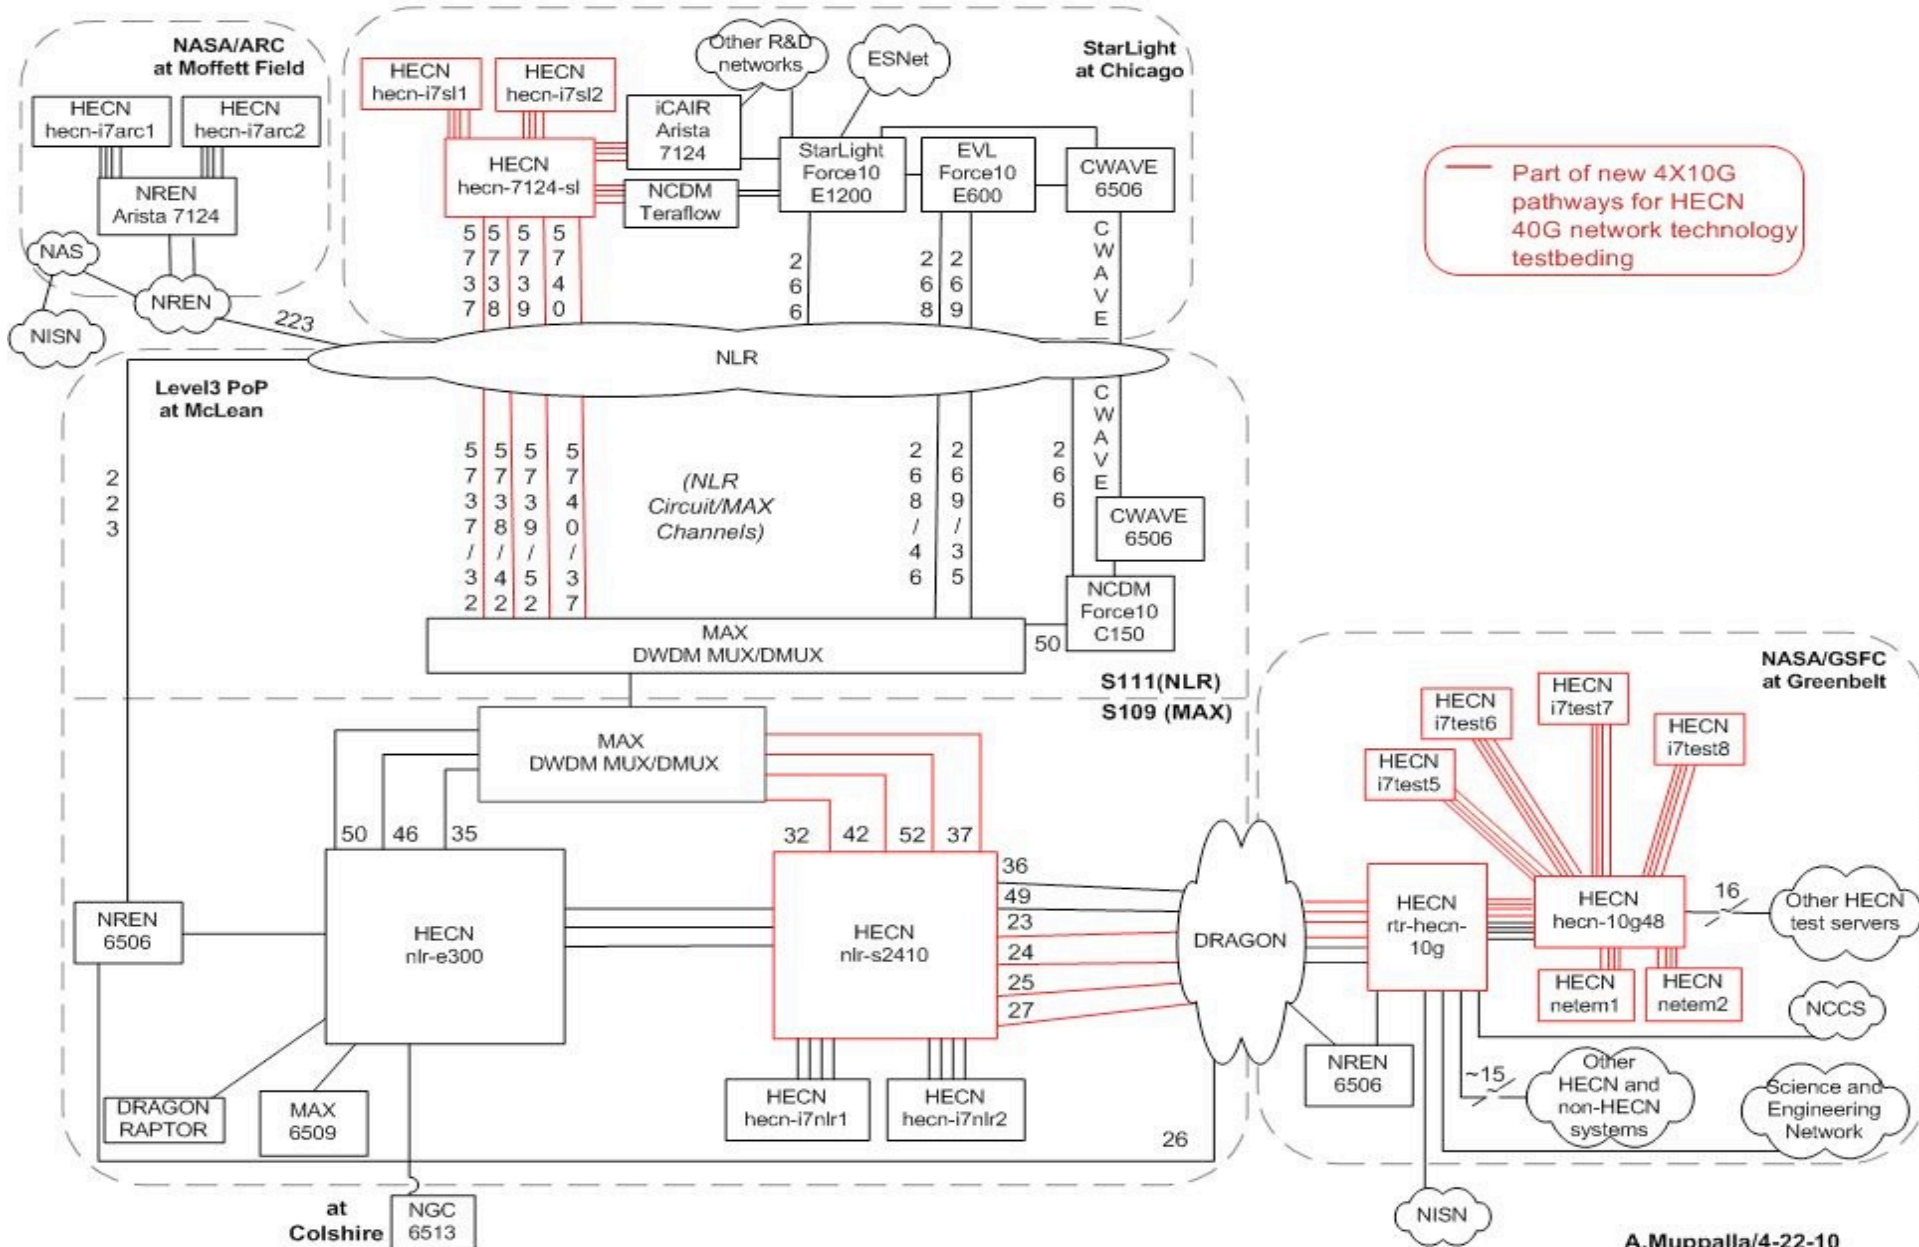 NASA/ARC
at Moffett Field
HECN
hecn-i7arc1
HECN
hecn-i7arc2
NREN
Arista 7124
NAS
NREN
NISN
223
StarLight
at Chicago
HECN
hecn-i7sl1
HECN
hecn-i7sl2
Other R&D
networks
ESNet
iCAIR
Arista
7124
HECN
hecn-7124-sl
NCDM
Teraflow
StarLight
Force10
E1200
EVL
Force10
E600
CWAVE
6506
5737
5738
5739
5740
266
268
269
CWAVE
Part of new 4X10G
pathways for HECN
40G network technology
testbeding
NLR
Level3 PoP
at McLean
223
5737/32
5738/42
5739/52
5740/37
(NLR
Circuit/MAX
Channels)
268/46
269/35
266
CWAVE
CWAVE
6506
NCDM
Force10
C150
50
MAX
DWDM MUX/DMUX
S111(NLR)
S109 (MAX)
MAX
DWDM MUX/DMUX
50
46
35
32
42
52
37
NREN
6506
HECN
nlr-e300
HECN
nlr-s2410
36
49
23
24
25
27
DRAGON
HECN
hecn-i7nlr1
HECN
hecn-i7nlr2
DRAGON
RAPTOR
MAX
6509
26
at
Colshire
NGC
6513
NASA/GSFC
at Greenbelt
HECN
i7test5
HECN
i7test6
HECN
i7test7
HECN
i7test8
HECN
rtr-hecn-
10g
HECN
hecn-10g48
16
Other HECN
test servers
HECN
netem1
HECN
netem2
NCCS
NREN
6506
~15
Other
HECN and
non-HECN
systems
Science and
Engineering
Network
NISN
A.Muppalla/4-22-10